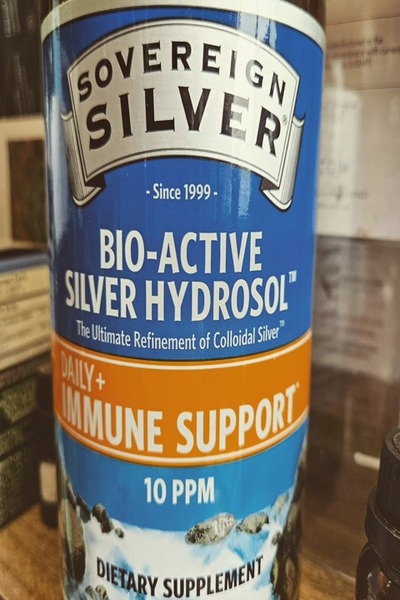 SOVEREIGN
SILVER®
- Since 1999 -
BIO-ACTIVE
SILVER HYDROSOL™
The Ultimate Refinement of Colloidal Silver™
DAILY+
IMMUNE SUPPORT^
10 PPM
DIETARY SUPPLEMENT